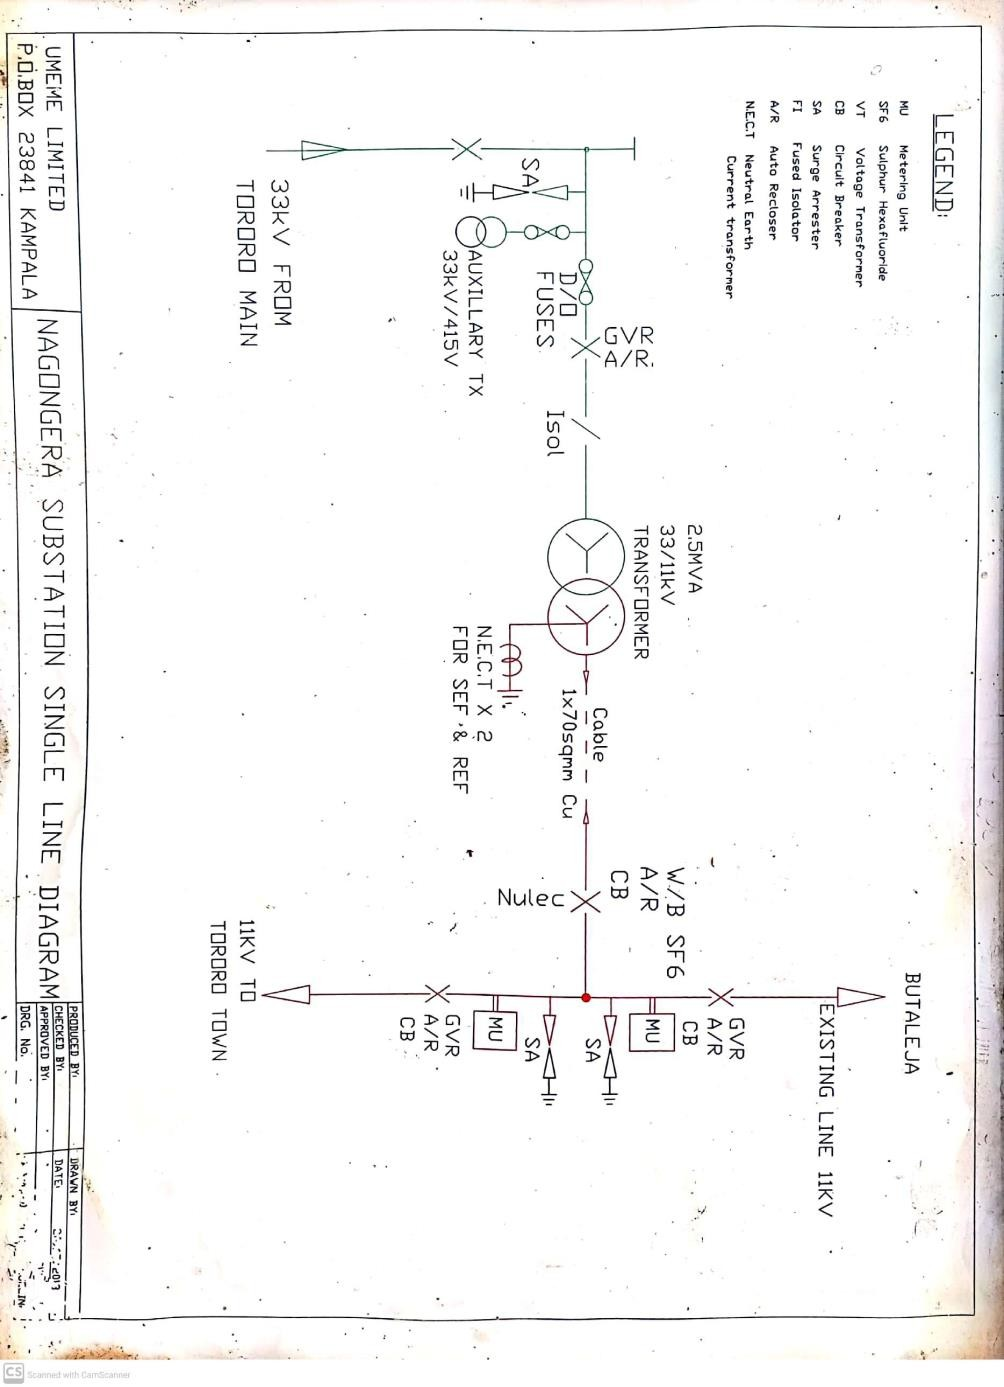 LEGEND:
MU Metering Unit
SF6 Sulphur Hexafluoride
VT Voltage Transformer
CB Circuit Breaker
SA Surge Arrester
FI Fused Isolator
A/R Auto Recloser
N.E.C.T Neutral Earth
Current transformer
BUTALEJA
EXISTING LINE 11KV
GVR
A/R
CB
MU
SA
W/B SF6
A/R
CB
Nulec
2.5MVA
33/11kV
TRANSFORMER
Cable
1x70sqmm Cu
GVR
A/R.
Isol
D/O
FUSES
SA
AUXILLARY TX
33kV/415V
N.E.C.T X 2
FOR SEF & REF
SA
MU
GVR
A/R
CB
33kV FROM
TORORO MAIN
11KV TO
TORORO TOWN
UMEME LIMITED
P.O.BOX 23841 KAMPALA
NAGONGERA SUBSTATION SINGLE LINE DIAGRAM
PRODUCED BY:
CHECKED BY:
APPROVED BY:
DRG. No.
DRAWN BY:
DATE:
2013
CS Scanned with CamScanner